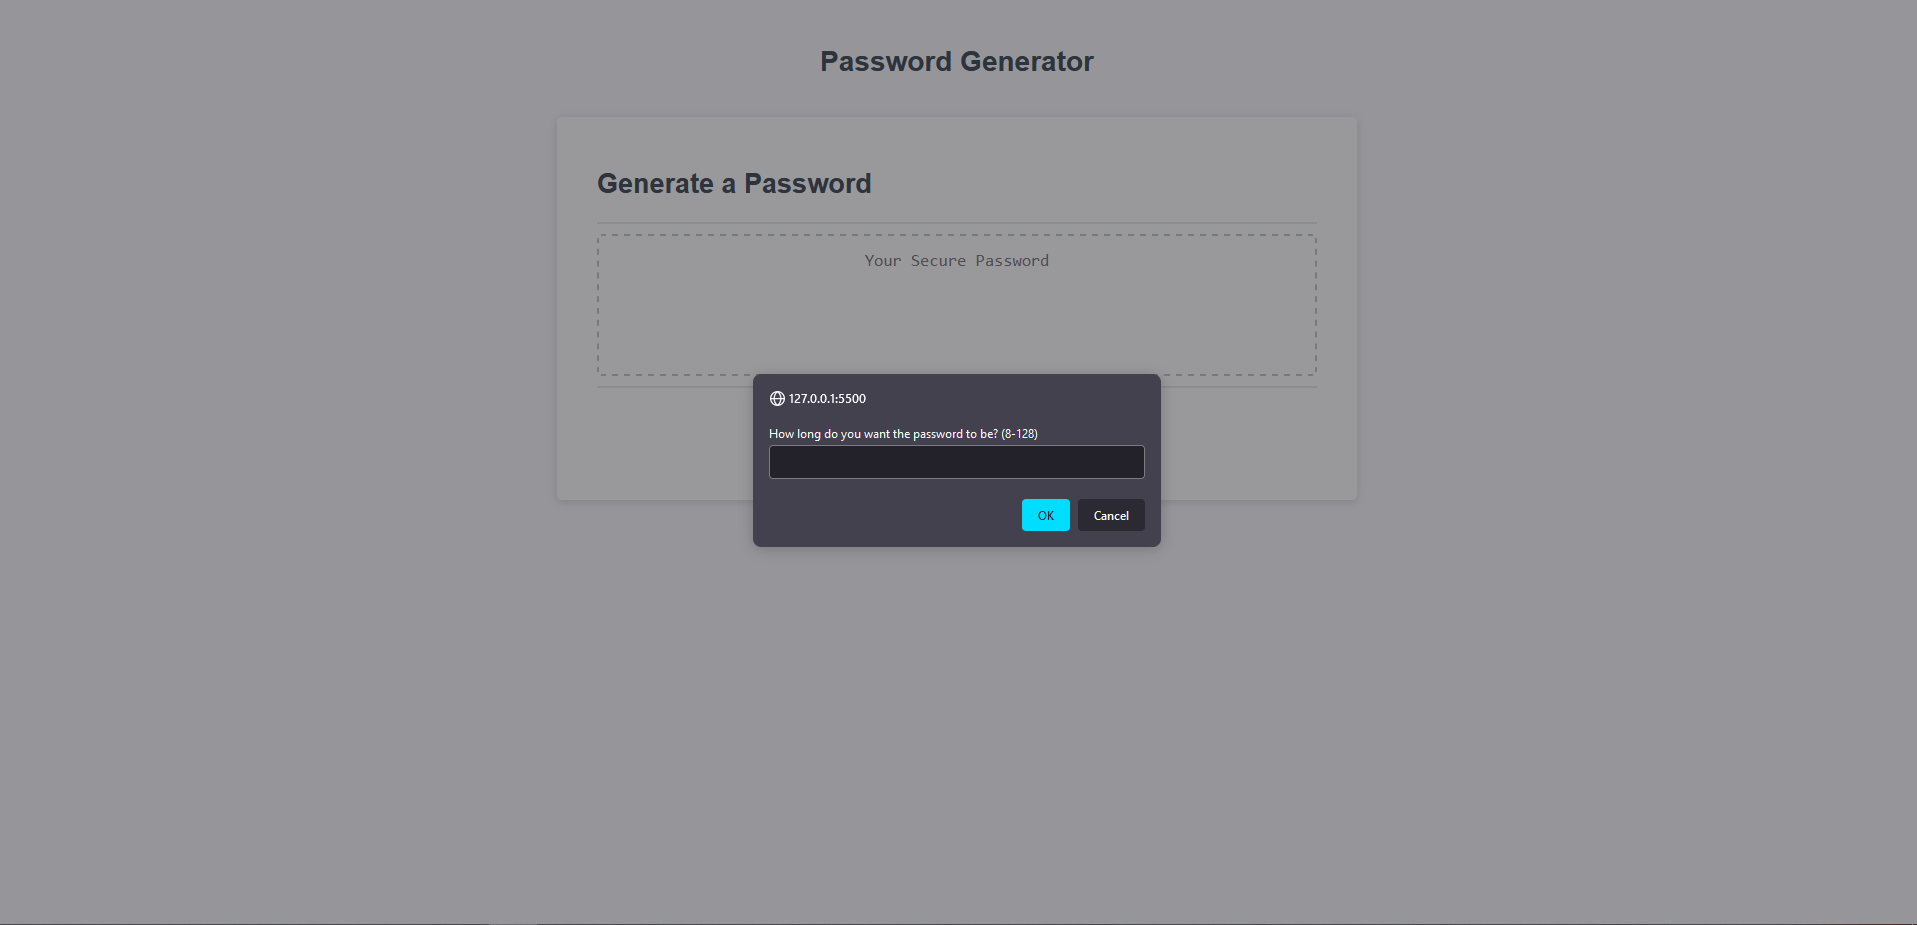 Password Generator
Generate a Password
Your Secure Password
127.0.0.1:5500
How long do you want the password to be? (8-128)
OK Cancel